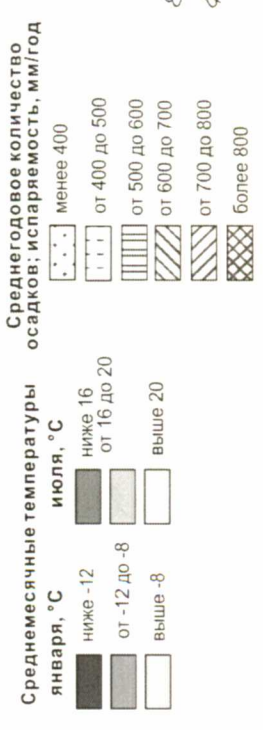 Среднемесячные температуры
января, °С
ниже -12
от -12 до -8
выше -8
июля, °С
ниже 16
от 16 до 20
выше 20
Среднегодовое количество
осадков; испаряемость, мм/год
менее 400
от 400 до 500
от 500 до 600
от 600 до 700
от 700 до 800
более 800